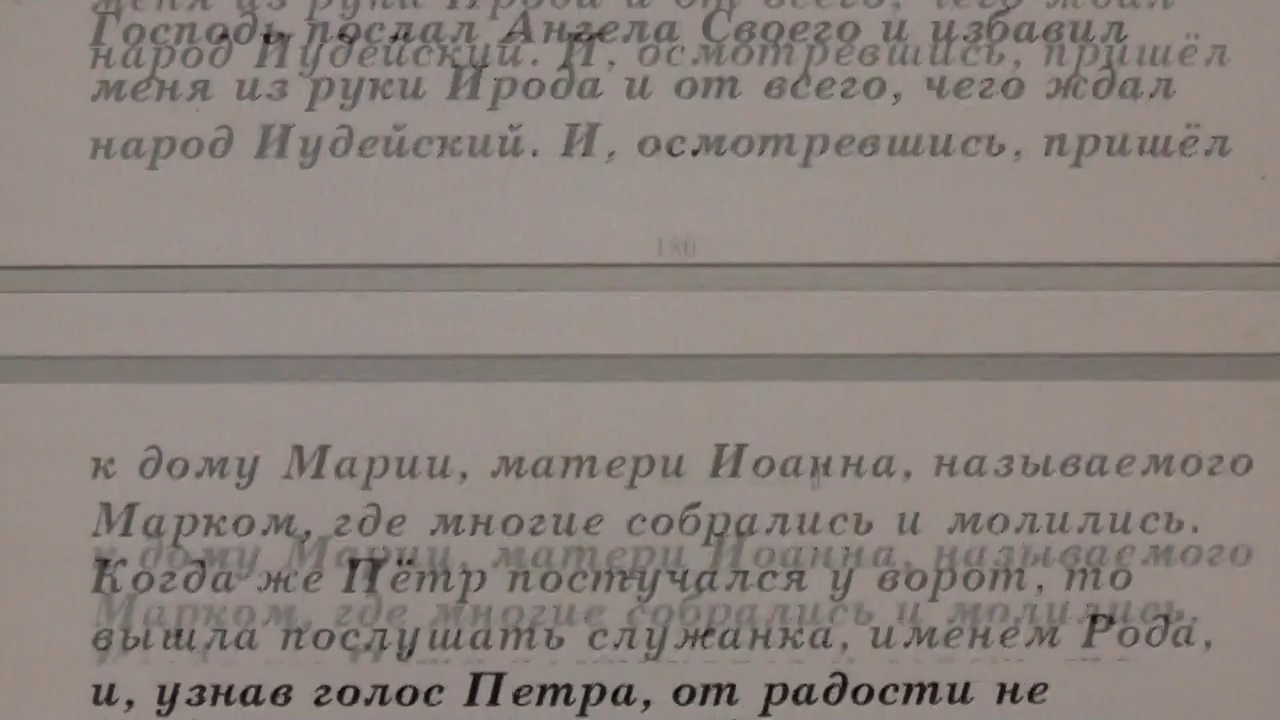 Господь послал Ангела Своего и избавил
меня из руки Ирода и от всего, чего ждал
народ Иудейский. И, осмотревшись, пришёл
180
к дому Марии, матери Иоанна, называемого
Марком, где многие собрались и молились.
Когда же Пётр постучался у ворот, то
вышла послушать служанка, именем Рода,
и, узнав голос Петра, от радости не